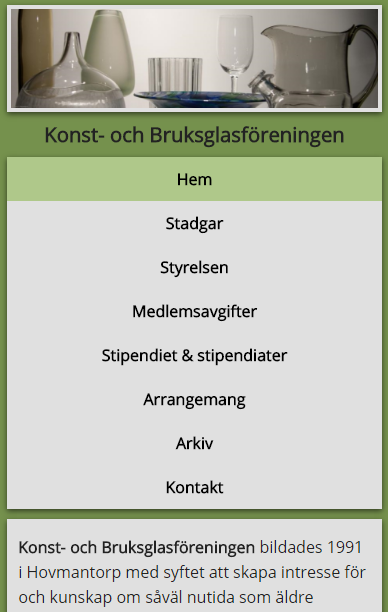 Konst- och Bruksglasföreningen
Hem
Stadgar
Styrelsen
Medlemsavgifter
Stipendiet & stipendiater
Arrangemang
Arkiv
Kontakt
Konst- och Bruksglasföreningen bildades 1991
i Hovmantorp med syftet att skapa intresse för
och kunskap om såväl nutida som äldre